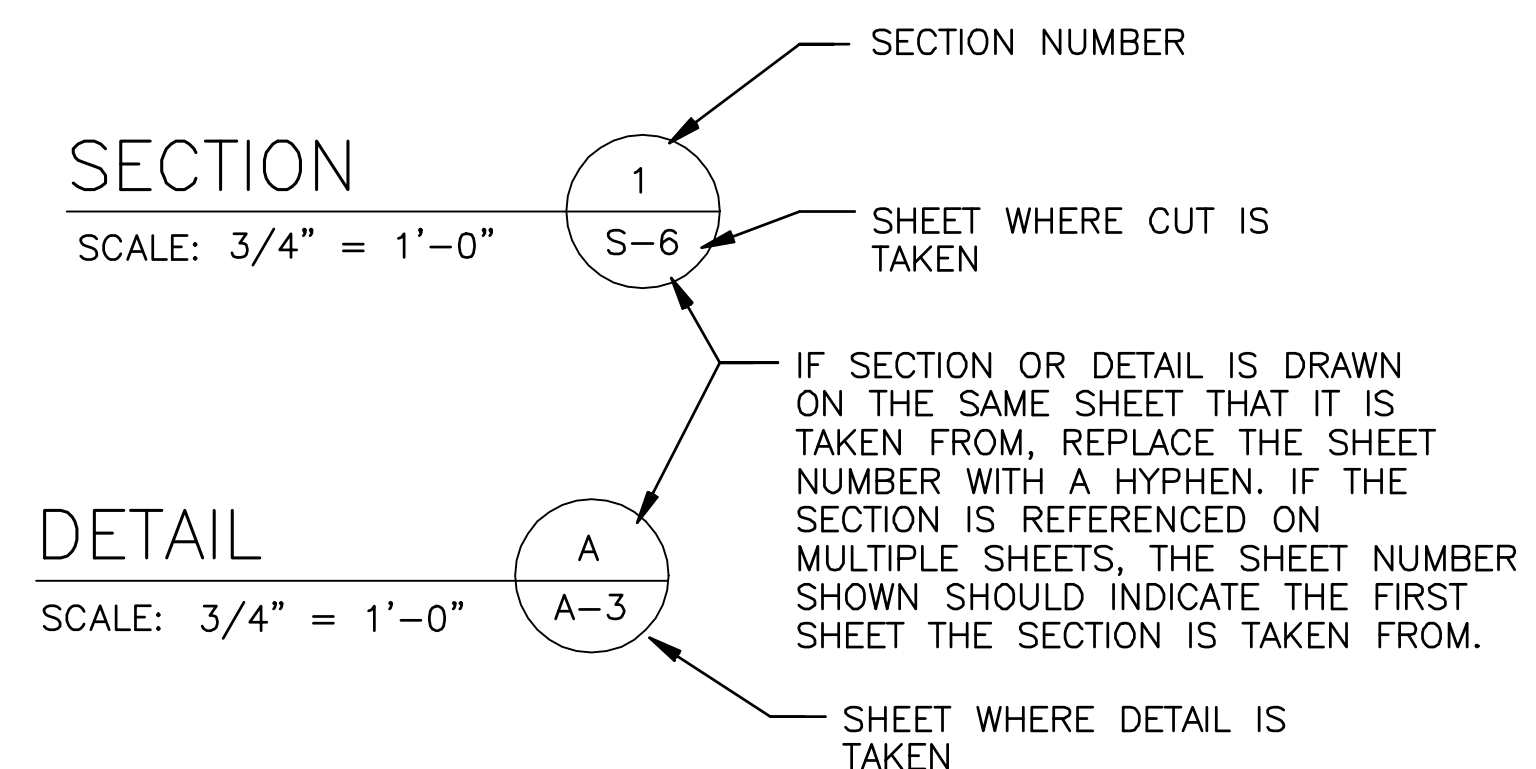 SECTION NUMBER
SECTION
1
SCALE: 3/4" = 1'-0"
S-6
SHEET WHERE CUT IS
TAKEN
IF SECTION OR DETAIL IS DRAWN
ON THE SAME SHEET THAT IT IS
TAKEN FROM, REPLACE THE SHEET
NUMBER WITH A HYPHEN. IF THE
SECTION IS REFERENCED ON
MULTIPLE SHEETS, THE SHEET NUMBER
SHOWN SHOULD INDICATE THE FIRST
SHEET THE SECTION IS TAKEN FROM.
DETAIL
A
SCALE: 3/4" = 1'-0"
A-3
SHEET WHERE DETAIL IS
TAKEN